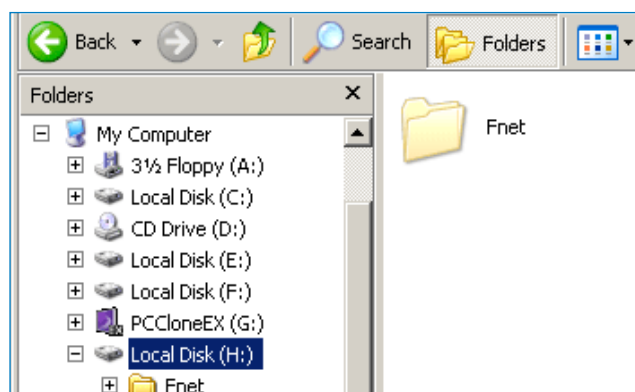 Back Search Folders
Folders
My Computer
3½ Floppy (A:)
Local Disk (C:)
CD Drive (D:)
Local Disk (E:)
Local Disk (F:)
PCCloneEX (G:)
Local Disk (H:)
Fnet
Fnet